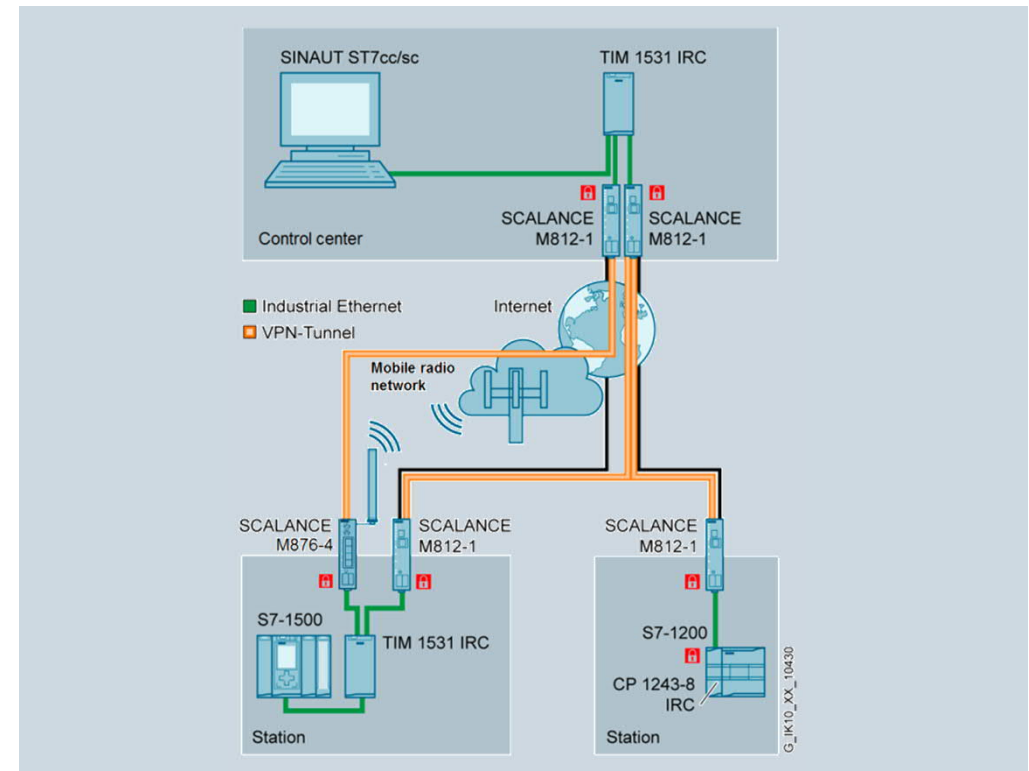 SINAUT ST7cc/sc
TIM 1531 IRC
SCALANCE
M812-1
SCALANCE
M812-1
Control center
Industrial Ethernet
VPN-Tunnel
Internet
Mobile radio
network
SCALANCE
M876-4
SCALANCE
M812-1
SCALANCE
M812-1
S7-1500
TIM 1531 IRC
Station
S7-1200
CP 1243-8
IRC
Station
G_IK10_XX_10430